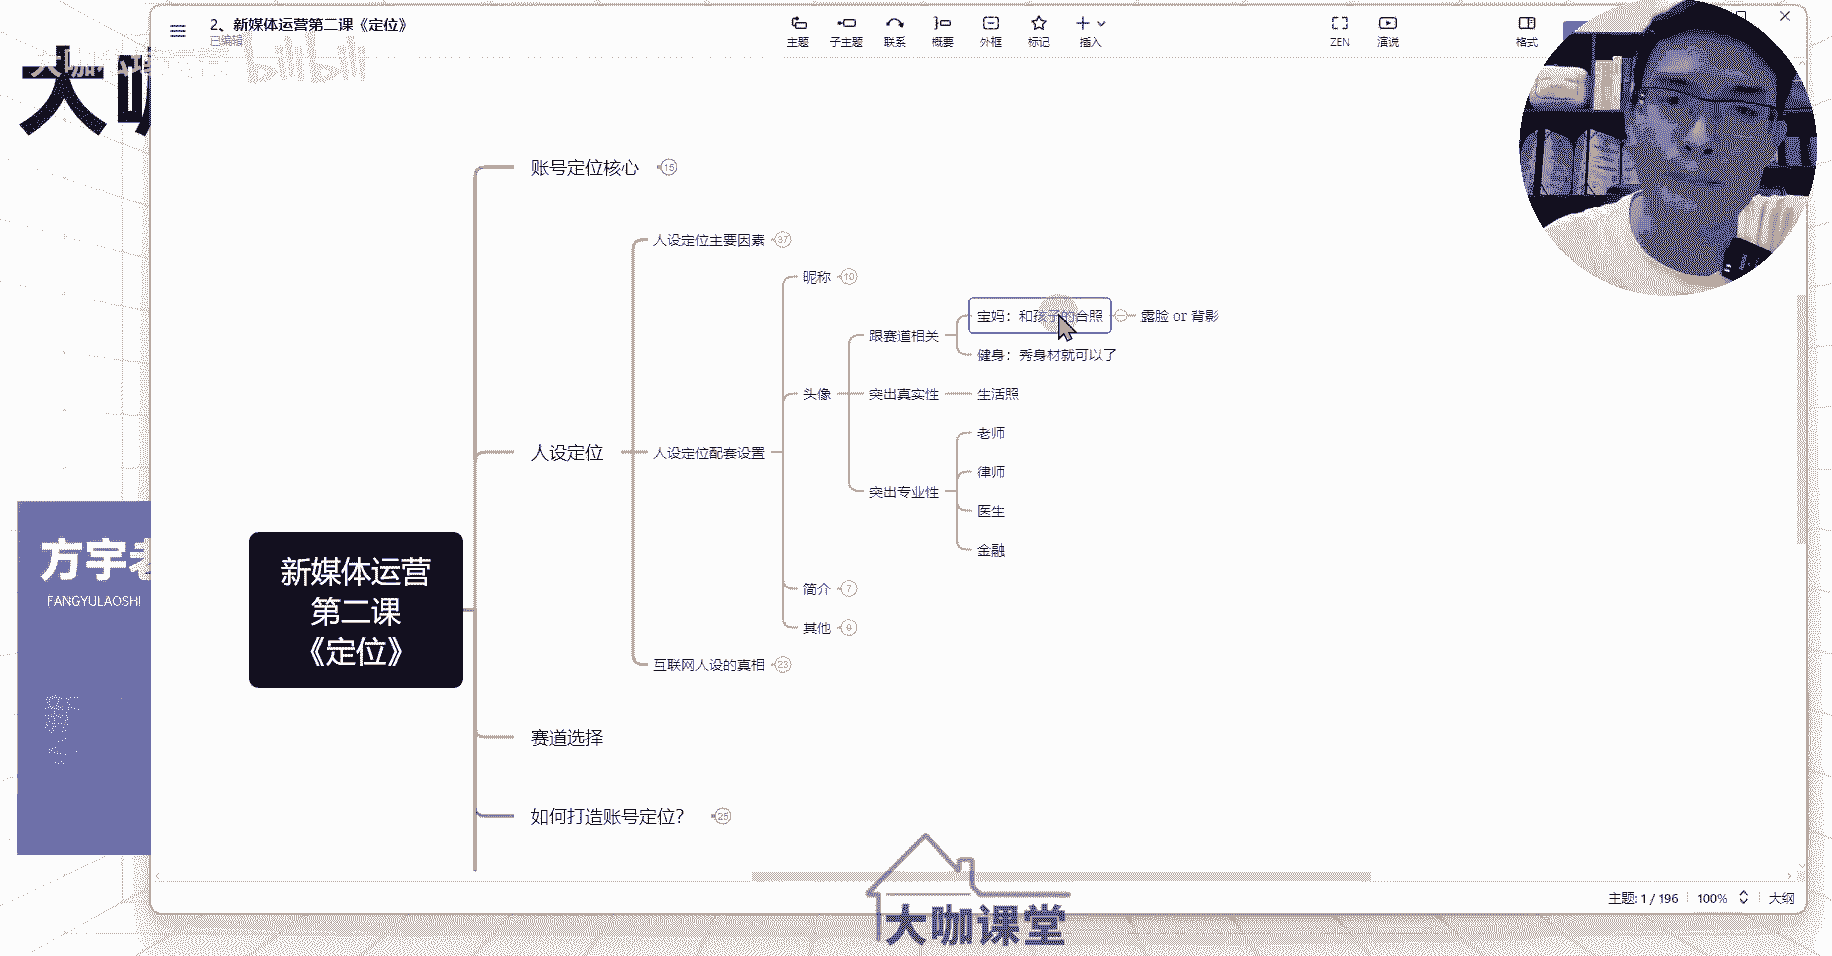 2、新媒体运营第二课《定位》
已编辑
主题
子主题
联系
概要
外框
标记
插入
ZEN
演说
格式
bilibili
大咖
账号定位核心
15
人设定位主要因素
37
昵称
10
宝妈：和孩子的合照
露脸 or 背影
跟赛道相关
健身：秀身材就可以了
头像
突出真实性
生活照
老师
人设定位
人设定位配套设置
律师
突出专业性
医生
金融
新媒体运营
第二课
《定位》
方宇老
FANGYULAOSHI
简介
7
其他
9
互联网人设的真相
23
赛道选择
如何打造账号定位？
25
主题: 1 / 196
100%
大纲
大咖课堂